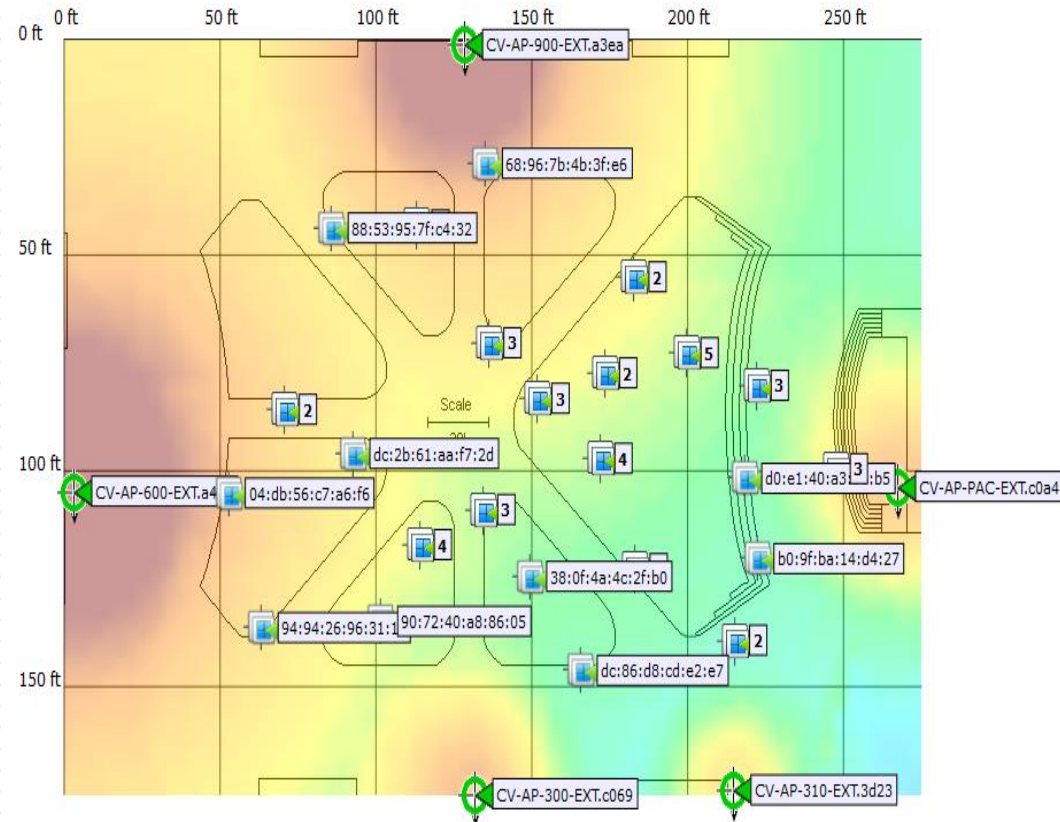 0 ft 50 ft 100 ft 150 ft 200 ft 250 ft
0 ft
CV-AP-900-EXT.a3ea
68:96:7b:4b:3f:e6
88:53:95:7f:c4:32
50 ft
2
3
5
2
3
3
2
Scale
dc:2b:61:aa:f7:2d
4
3
100 ft
d0:e1:40:a3: :b5
CV-AP-PAC-EXT.c0a4
CV-AP-600-EXT.a4
04:db:56:c7:a6:f6
3
4
b0:9f:ba:14:d4:27
38:0f:4a:4c:2f:b0
90:72:40:a8:86:05
94:94:26:96:31:1
2
dc:86:d8:cd:e2:e7
150 ft
CV-AP-300-EXT.c069
CV-AP-310-EXT.3d23